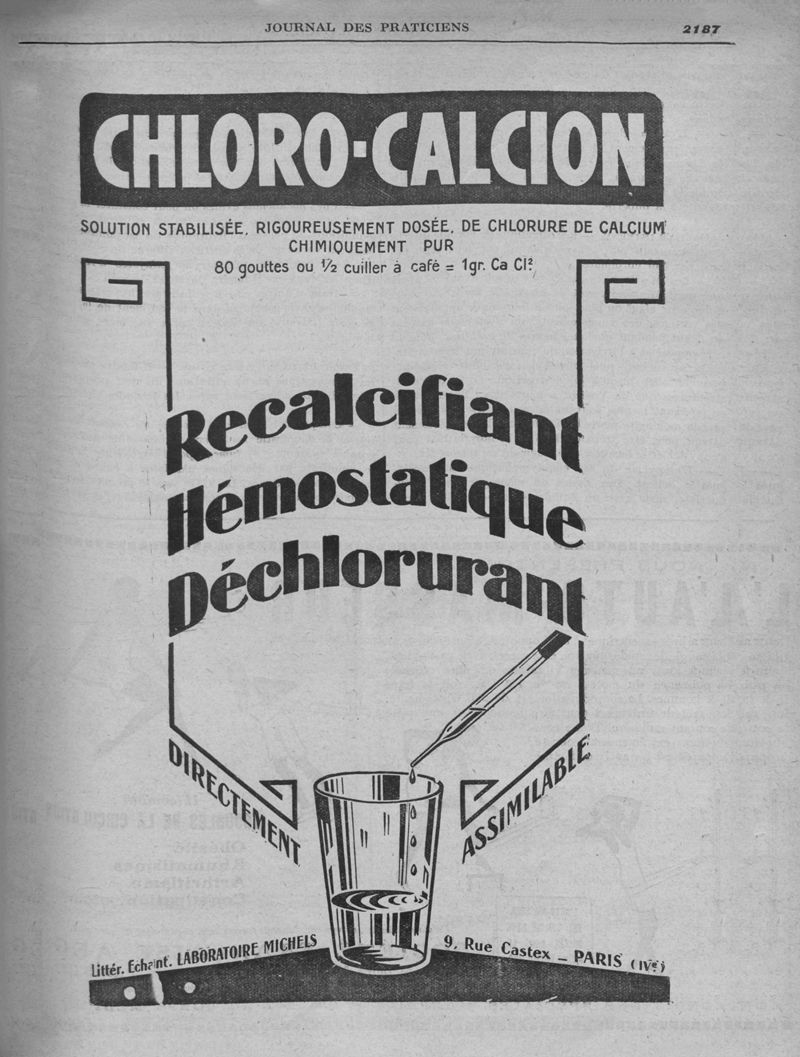 JOURNAL DES PRATICIENS 2187
CHLORO-CALCION
SOLUTION STABILISÉE, RIGOUREUSEMENT DOSÉE, DE CHLORURE DE CALCIUM
CHIMIQUEMENT PUR
80 gouttes ou 1/2 cuiller à café = 1gr. Ca Cl².
Recalcifiant
Hémostatique
Déchlorurant
DIRECTEMENT ASSIMILABLE
Littér. Echant. LABORATOIRE MICHELS 9, Rue Castex _ PARIS (IVe)